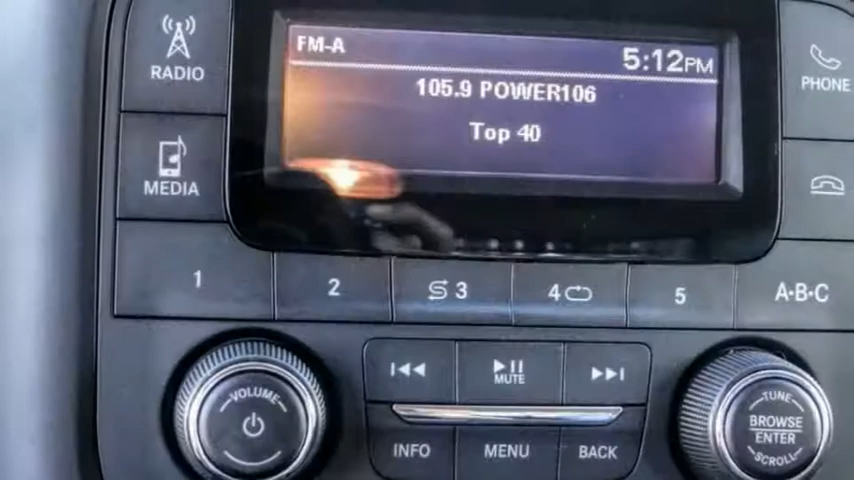 RADIO
FM-A
5:12PM
PHONE
105.9 POWER106
Top 40
MEDIA
1
2
3
4
5
A-B-C
MUTE
VOLUME
TUNE
BROWSE
ENTER
SCROLL
INFO
MENU
BACK